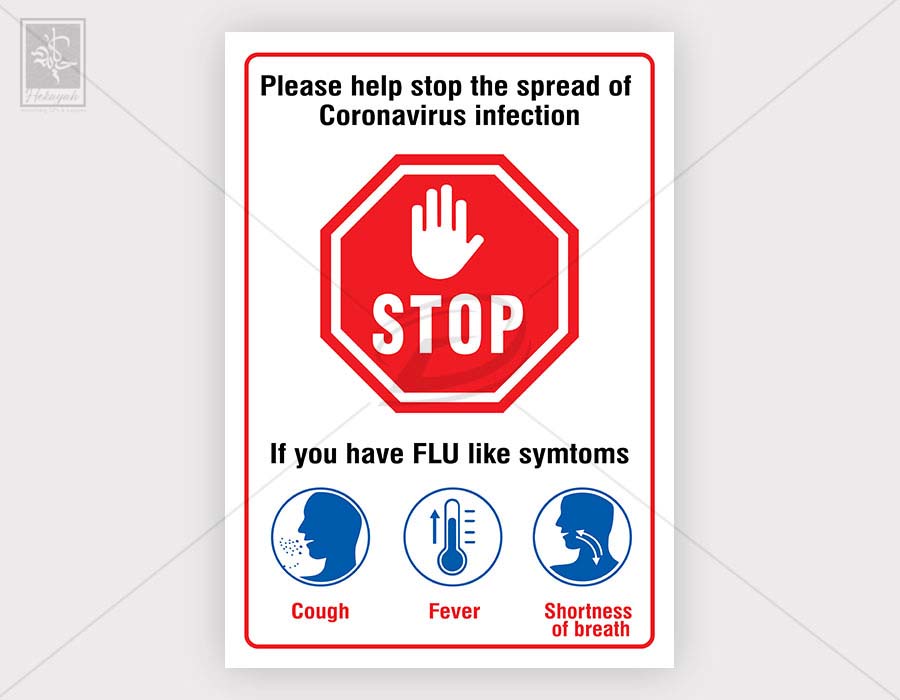 Hekayah
Please help stop the spread of
Coronavirus infection
STOP
If you have FLU like symtoms
Cough
Fever
Shortness
of breath